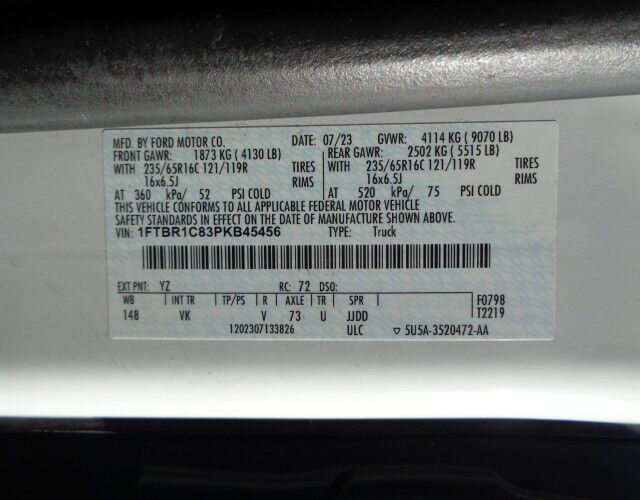 MFD. BY FORD MOTOR CO. DATE: 07/23 GVWR: 4114 KG ( 9070 LB)
FRONT GAWR: 1873 KG ( 4130 LB) REAR GAWR: 2502 KG ( 5515 LB)
WITH 235/65R16C 121/119R TIRES WITH 235/65R16C 121/119R TIRES
16x6.5J RIMS 16x6.5J RIMS
AT 360 kPa/ 52 PSI COLD AT 520 kPa/ 75 PSI COLD
THIS VEHICLE CONFORMS TO ALL APPLICABLE FEDERAL MOTOR VEHICLE
SAFETY STANDARDS IN EFFECT ON THE DATE OF MANUFACTURE SHOWN ABOVE.
VIN: 1FTBR1C83PKB45456 TYPE: Truck
EXT PNT: YZ RC: 72 DSO:
WB INT TR TP/PS R AXLE TR SPR F0798
148 VK V 73 U JJDD T2219
1202307133826 ULC ▽ 5U5A-3520472-AA